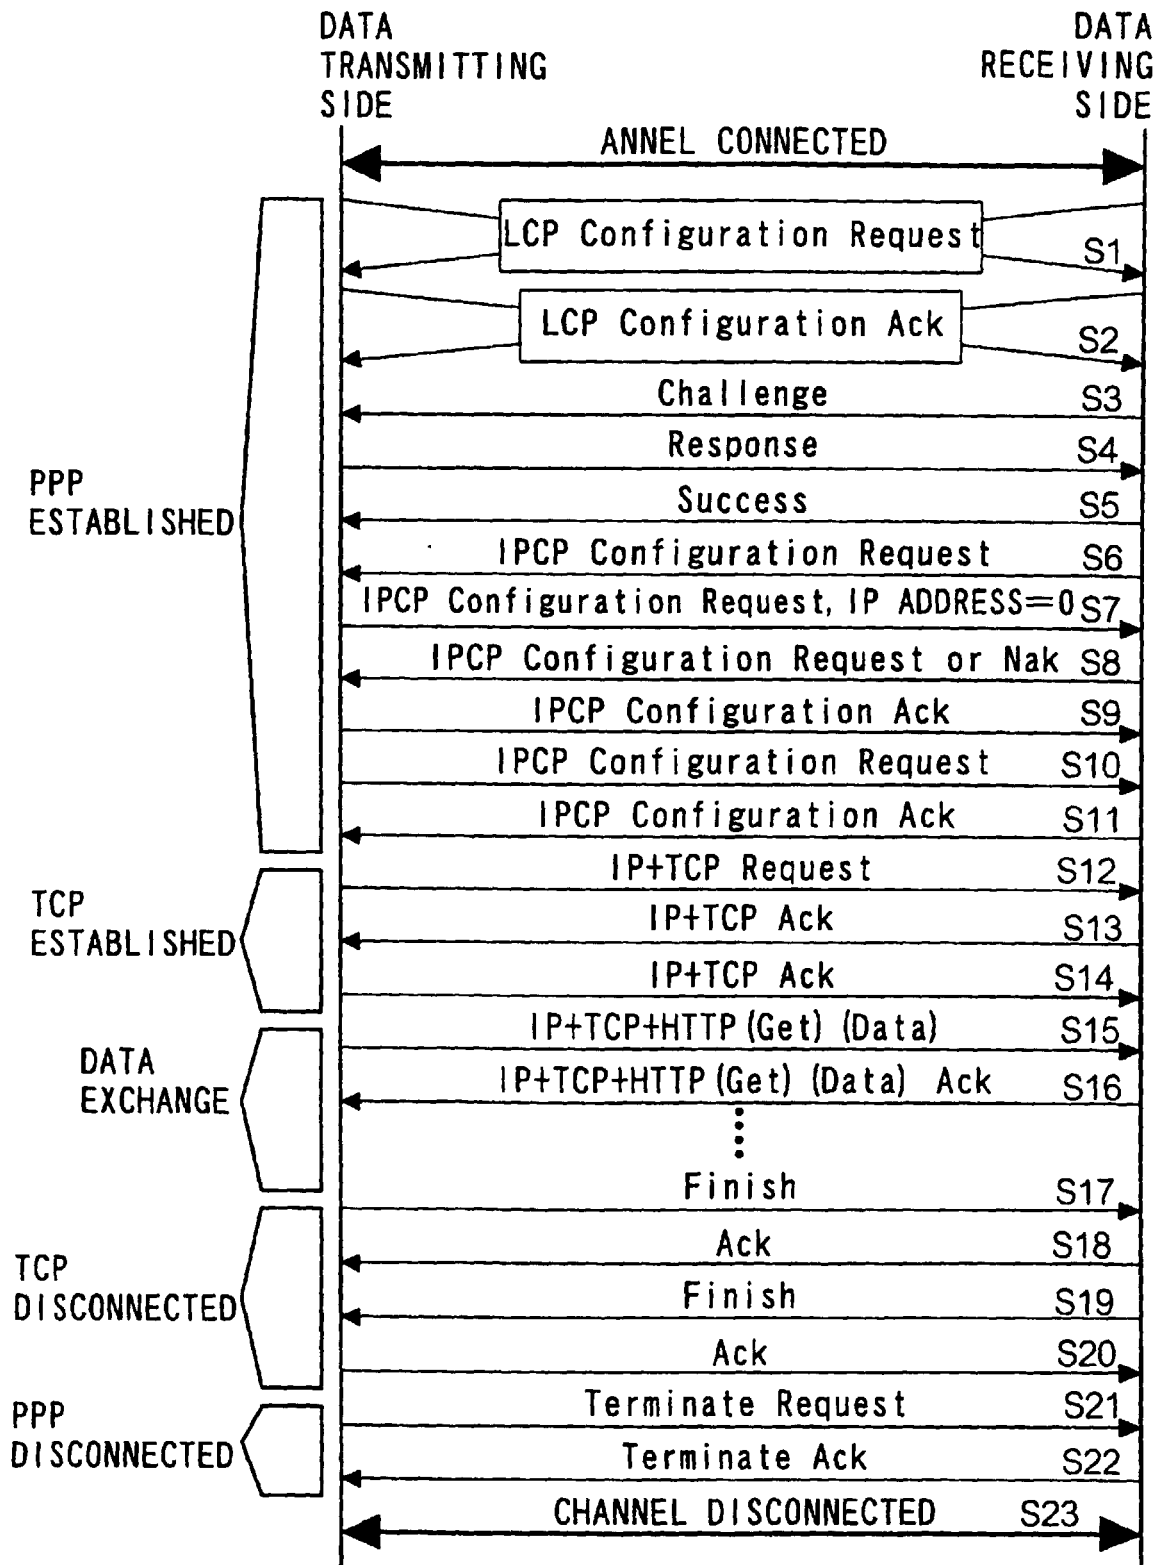 DATA
TRANSMITTING
SIDE
DATA
RECEIVING
SIDE
ANNEL CONNECTED
LCP Configuration Request S1
LCP Configuration Ack S2
Challenge S3
Response S4
PPP
ESTABLISHED
Success S5
IPCP Configuration Request S6
IPCP Configuration Request, IP ADDRESS=0 S7
IPCP Configuration Request or Nak S8
IPCP Configuration Ack S9
IPCP Configuration Request S10
IPCP Configuration Ack S11
IP+TCP Request S12
TCP
ESTABLISHED
IP+TCP Ack S13
IP+TCP Ack S14
IP+TCP+HTTP(Get)(Data) S15
DATA
EXCHANGE
IP+TCP+HTTP(Get)(Data) Ack S16
Finish S17
Ack S18
TCP
DISCONNECTED
Finish S19
Ack S20
Terminate Request S21
PPP
DISCONNECTED
Terminate Ack S22
CHANNEL DISCONNECTED S23